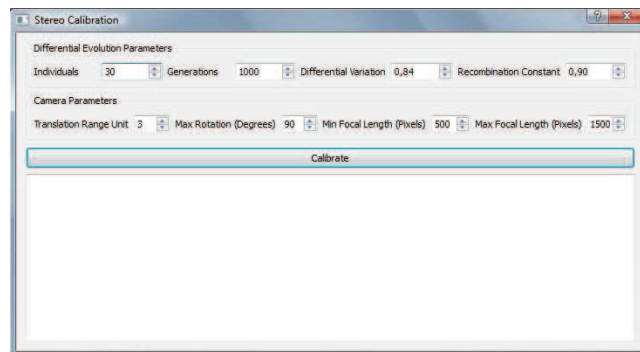 Stereo Calibration
Differential Evolution Parameters
Individuals 30 Generations 1000 Differential Variation 0,84 Recombination Constant 0,90
Camera Parameters
Translation Range Unit 3 Max Rotation (Degrees) 90 Min Focal Length (Pixels) 500 Max Focal Length (Pixels) 1500
Calibrate